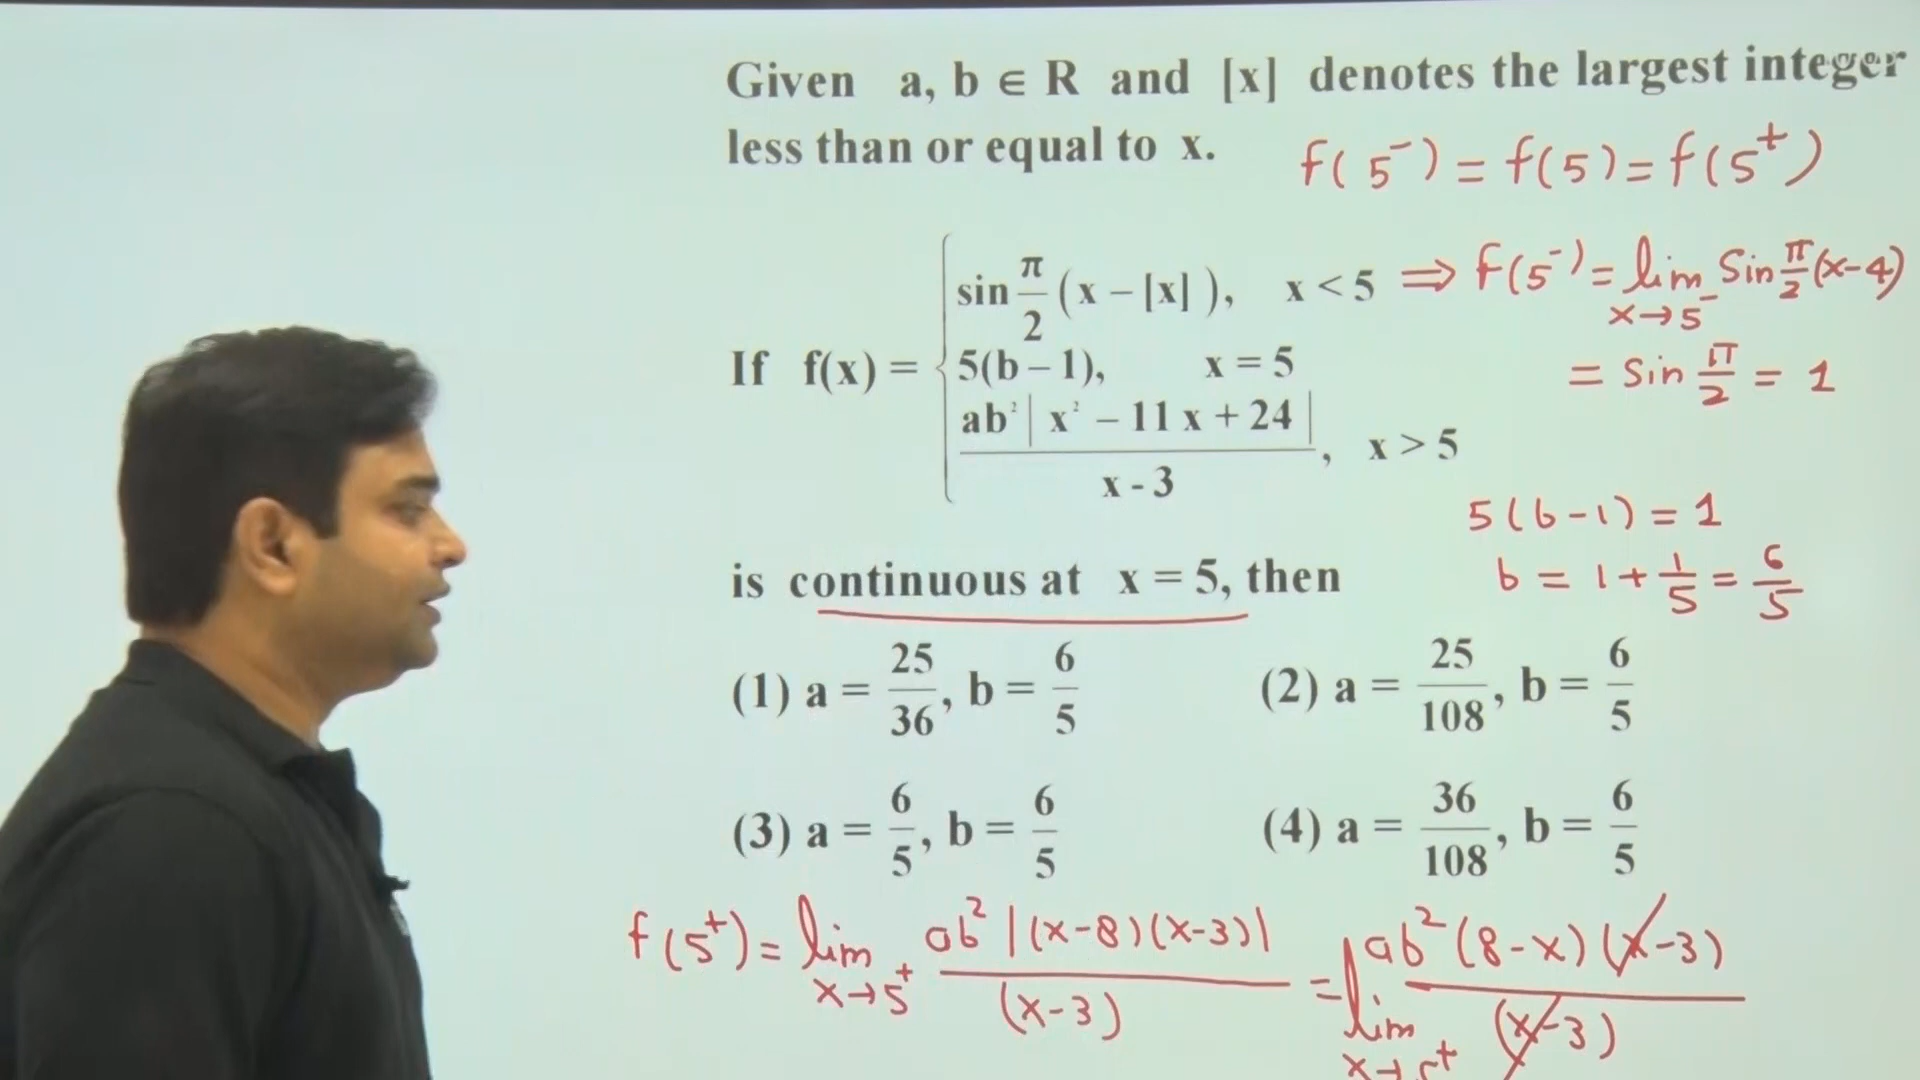 Given a, b ∈ R and [x] denotes the largest integer
less than or equal to x.
f(5⁻) = f(5) = f(5⁺)
If f(x) =
sin π/2 (x – [x]), x < 5
⇒ f(5⁻) = lim x→5⁻ Sin π/2 (x-4)
= Sin π/2 = 1
5(b – 1), x = 5
ab² | x² – 11 x + 24 | / x - 3, x > 5
5(b-1) = 1
b = 1 + 1/5 = 6/5
is continuous at x = 5, then
(1) a = 25/36, b = 6/5
(2) a = 25/108, b = 6/5
(3) a = 6/5, b = 6/5
(4) a = 36/108, b = 6/5
f(5⁺) = lim x→5⁺ ab² |(x-8)(x-3)| / (x-3) = lim x→5⁺ ab² (8-x)(x-3) / (x-3)